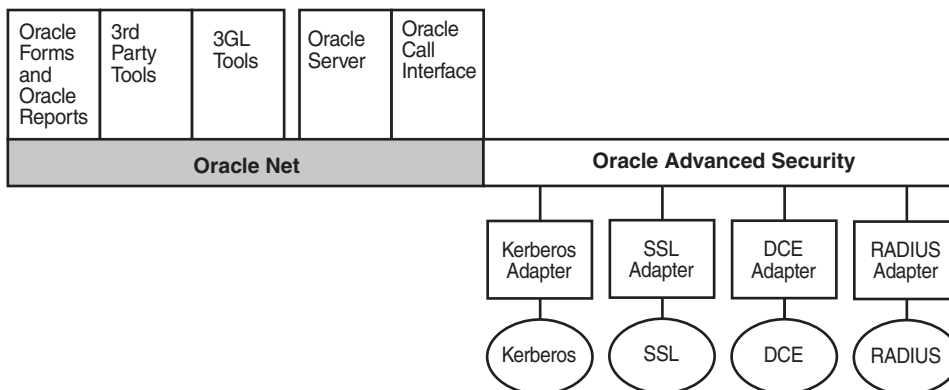 Oracle
Forms
and
Oracle
Reports
3rd
Party
Tools
3GL
Tools
Oracle
Server
Oracle
Call
Interface
Oracle Net
Oracle Advanced Security
Kerberos
Adapter
SSL
Adapter
DCE
Adapter
RADIUS
Adapter
Kerberos
SSL
DCE
RADIUS